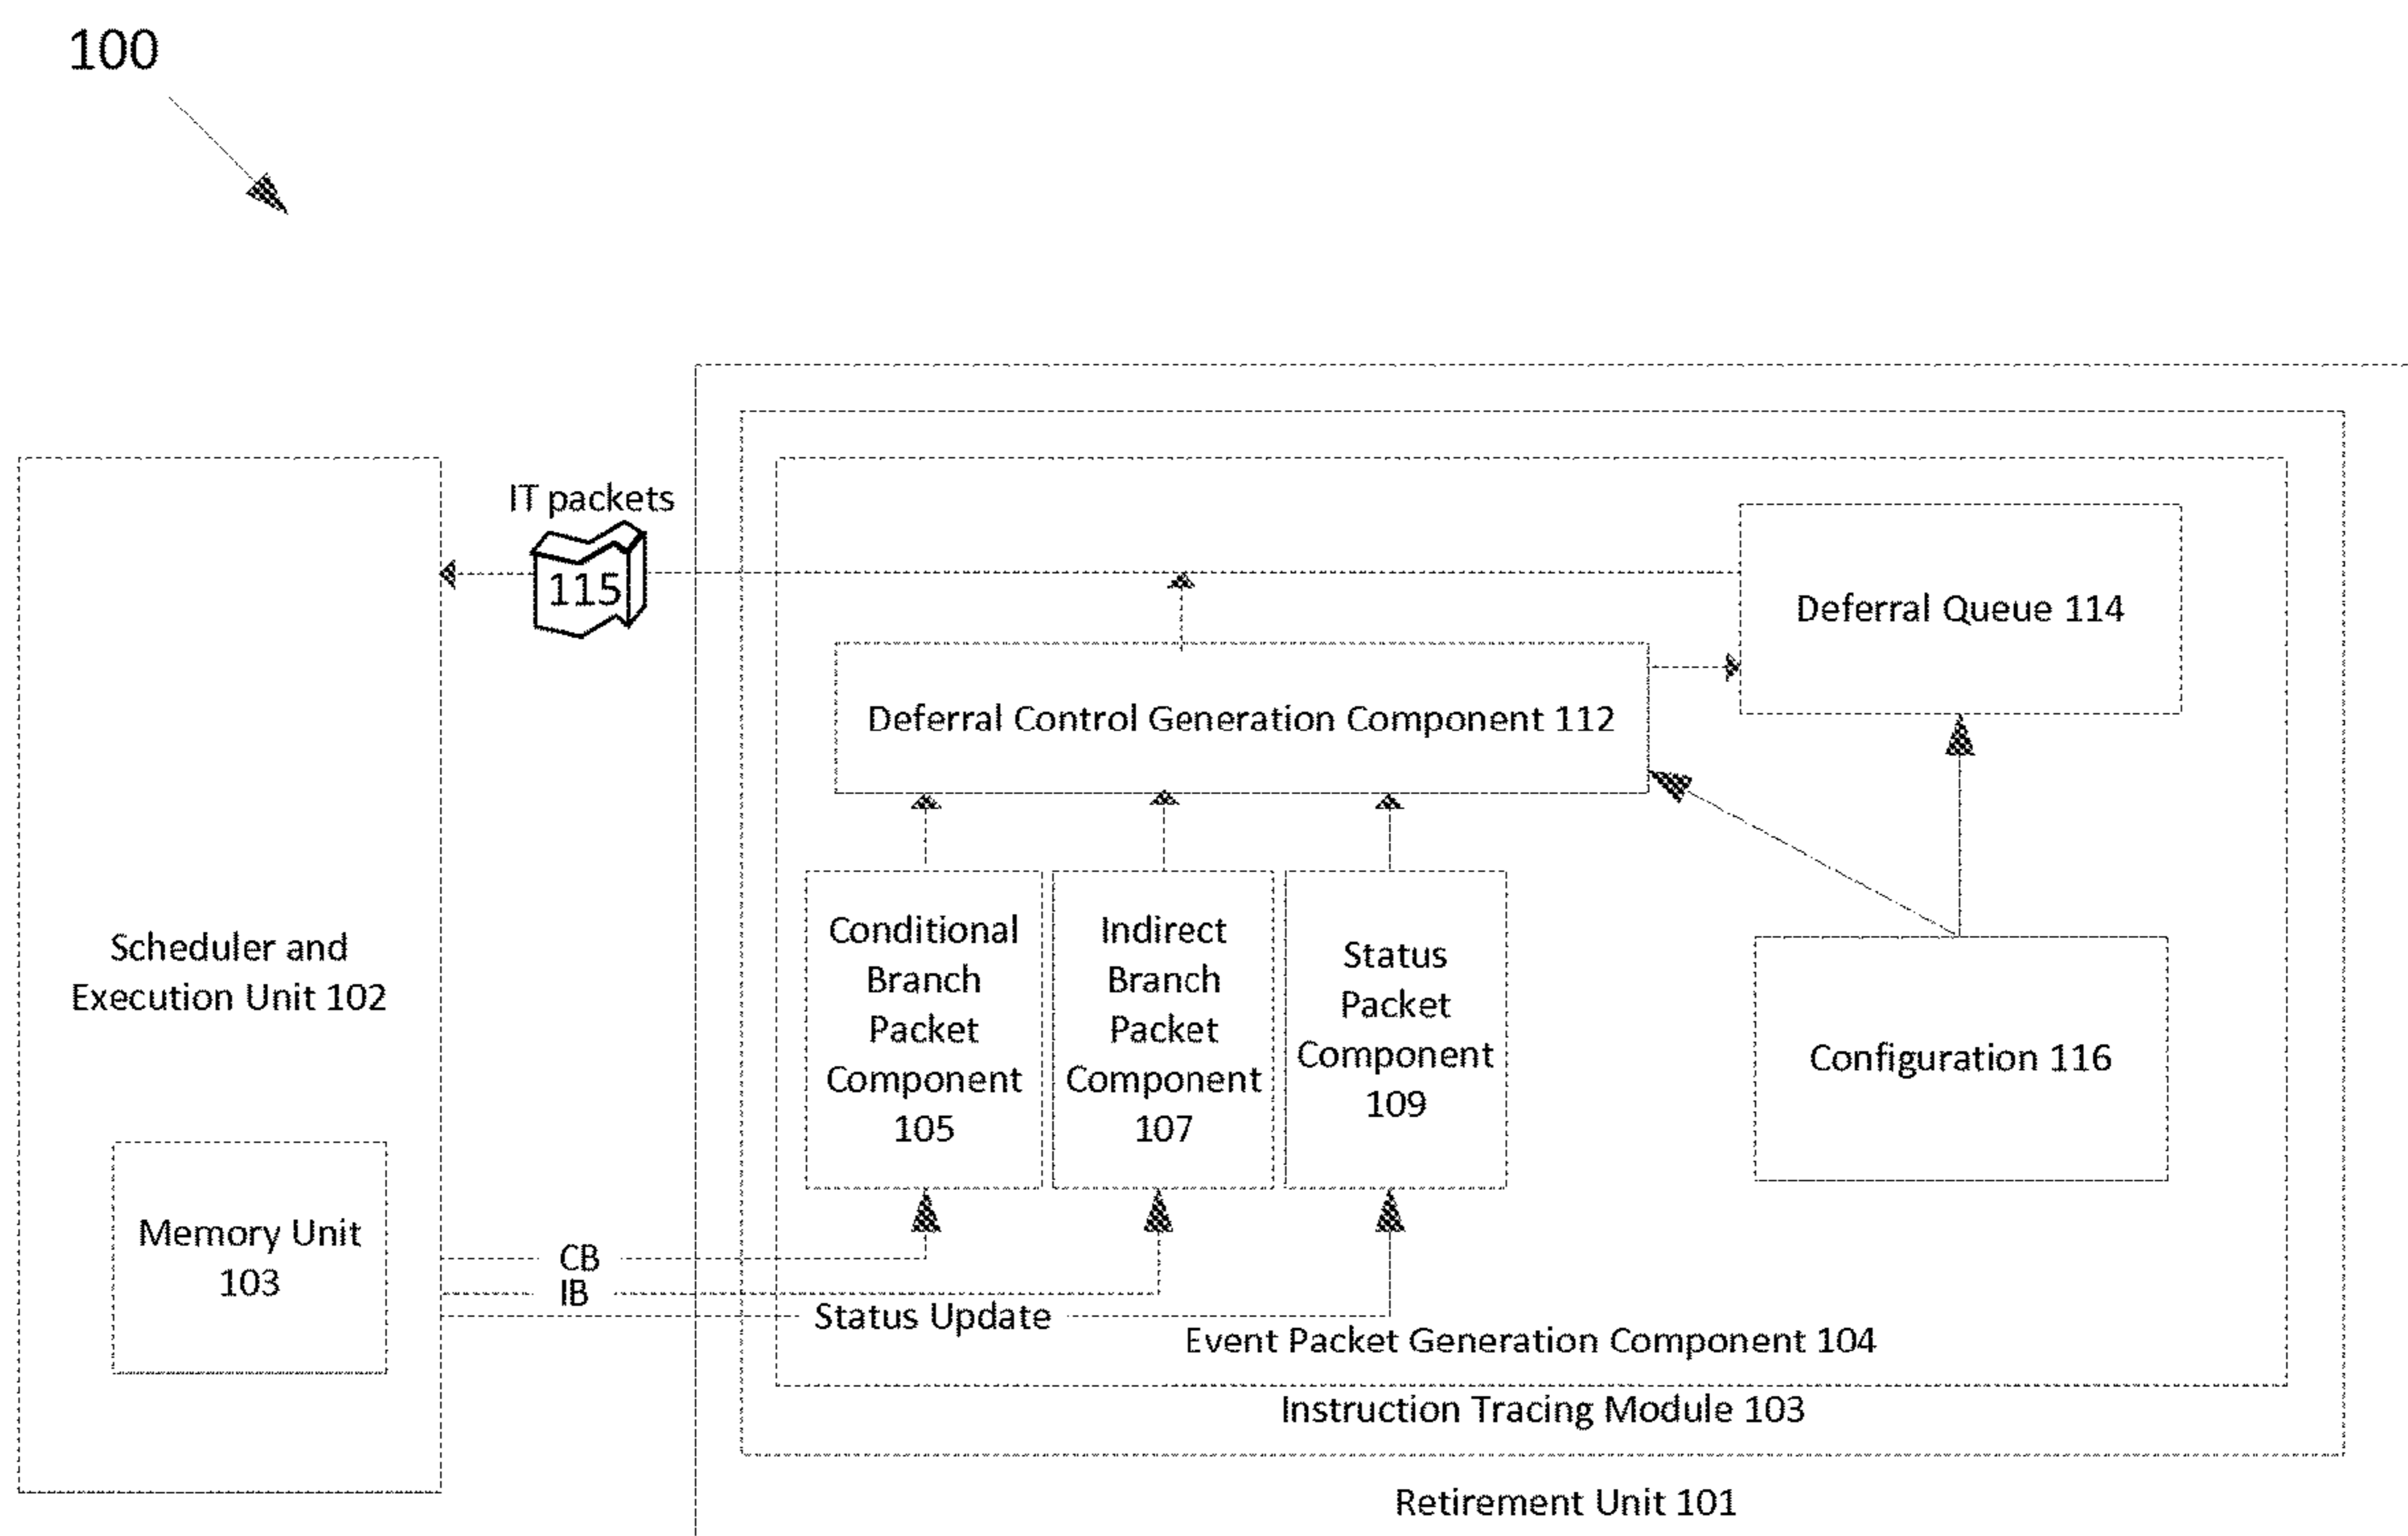 100
IT packets
115
Deferral Queue 114
Deferral Control Generation Component 112
Scheduler and
Execution Unit 102
Conditional
Branch
Packet
Component
105
Indirect
Branch
Packet
Component
107
Status
Packet
Component
109
Configuration 116
Memory Unit
103
CB
IB
Status Update
Event Packet Generation Component 104
Instruction Tracing Module 103
Retirement Unit 101